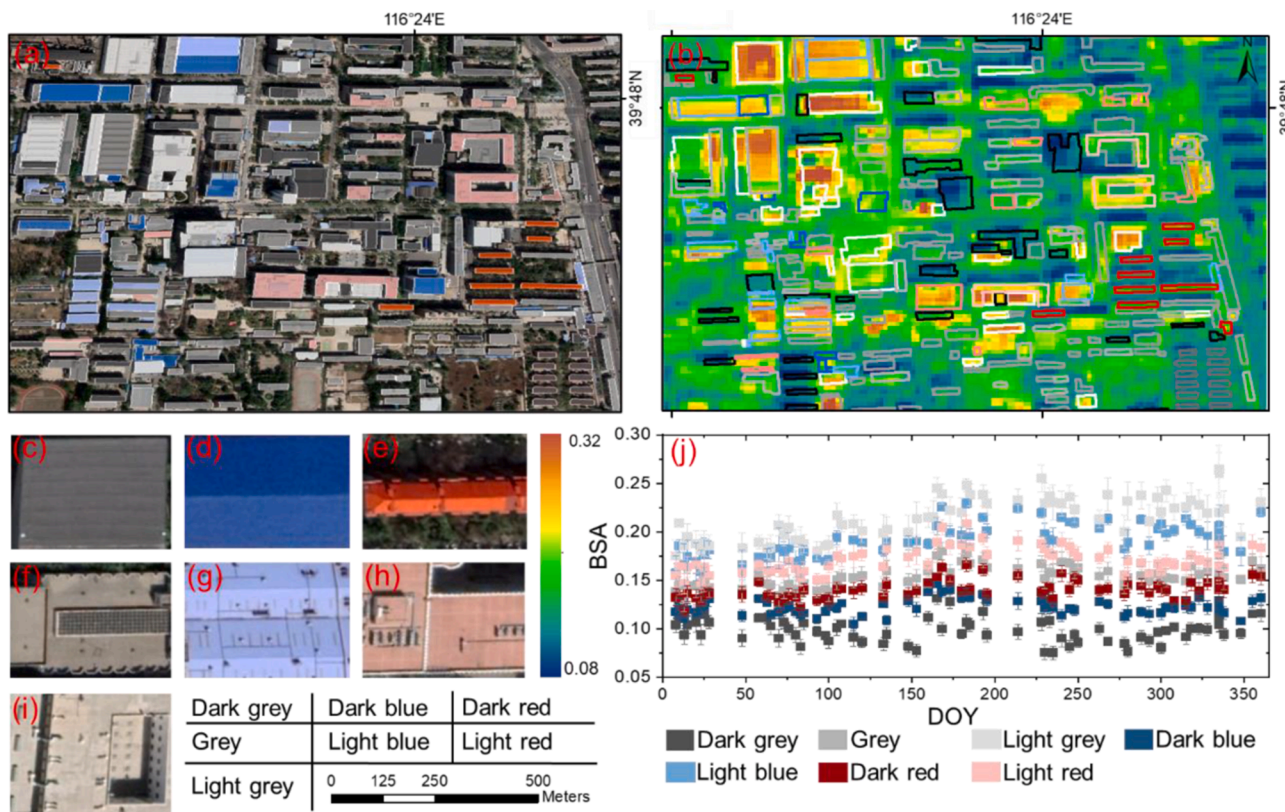 116°24'E
116°24'E
(a)
39°48'N
(b)
N
39°48'N
(c)
(d)
(e)
0.32
0.08
(f)
(g)
(h)
(i)
Dark grey Dark blue Dark red
Grey Light blue Light red
Light grey
0 125 250 500
Meters
(j)
0.30
0.25
0.20
0.15
0.10
0.05
BSA
0 50 100 150 200 250 300 350
DOY
Dark grey Grey Light grey Dark blue
Light blue Dark red Light red